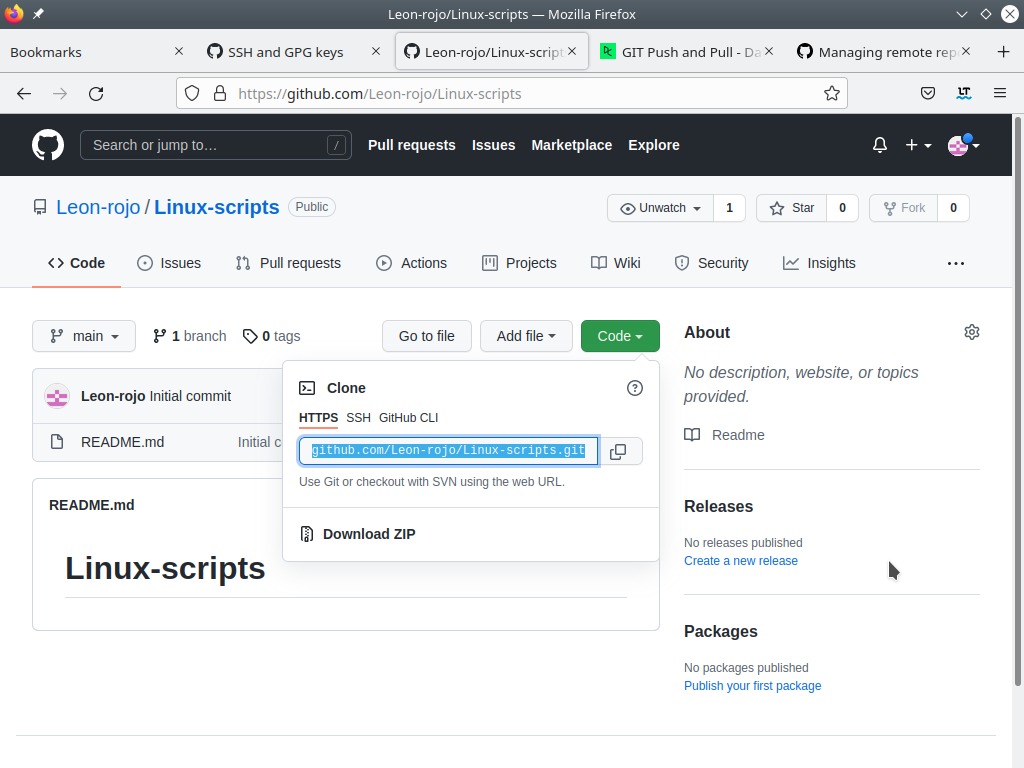 Leon-rojo/Linux-scripts — Mozilla Firefox
Bookmarks
SSH and GPG keys
Leon-rojo/Linux-script
GIT Push and Pull - Da
Managing remote rep
https://github.com/Leon-rojo/Linux-scripts
LT
Search or jump to…
/
Pull requests
Issues
Marketplace
Explore
Leon-rojo / Linux-scripts
Public
Unwatch
1
Star
0
Fork
0
Code
Issues
Pull requests
Actions
Projects
Wiki
Security
Insights
main
1 branch
0 tags
Go to file
Add file
Code
About
No description, website, or topics
provided.
Readme
Leon-rojo Initial commit
README.md
Initial c
Clone
HTTPS
SSH
GitHub CLI
github.com/Leon-rojo/Linux-scripts.git
Use Git or checkout with SVN using the web URL.
Download ZIP
README.md
Linux-scripts
Releases
No releases published
Create a new release
Packages
No packages published
Publish your first package